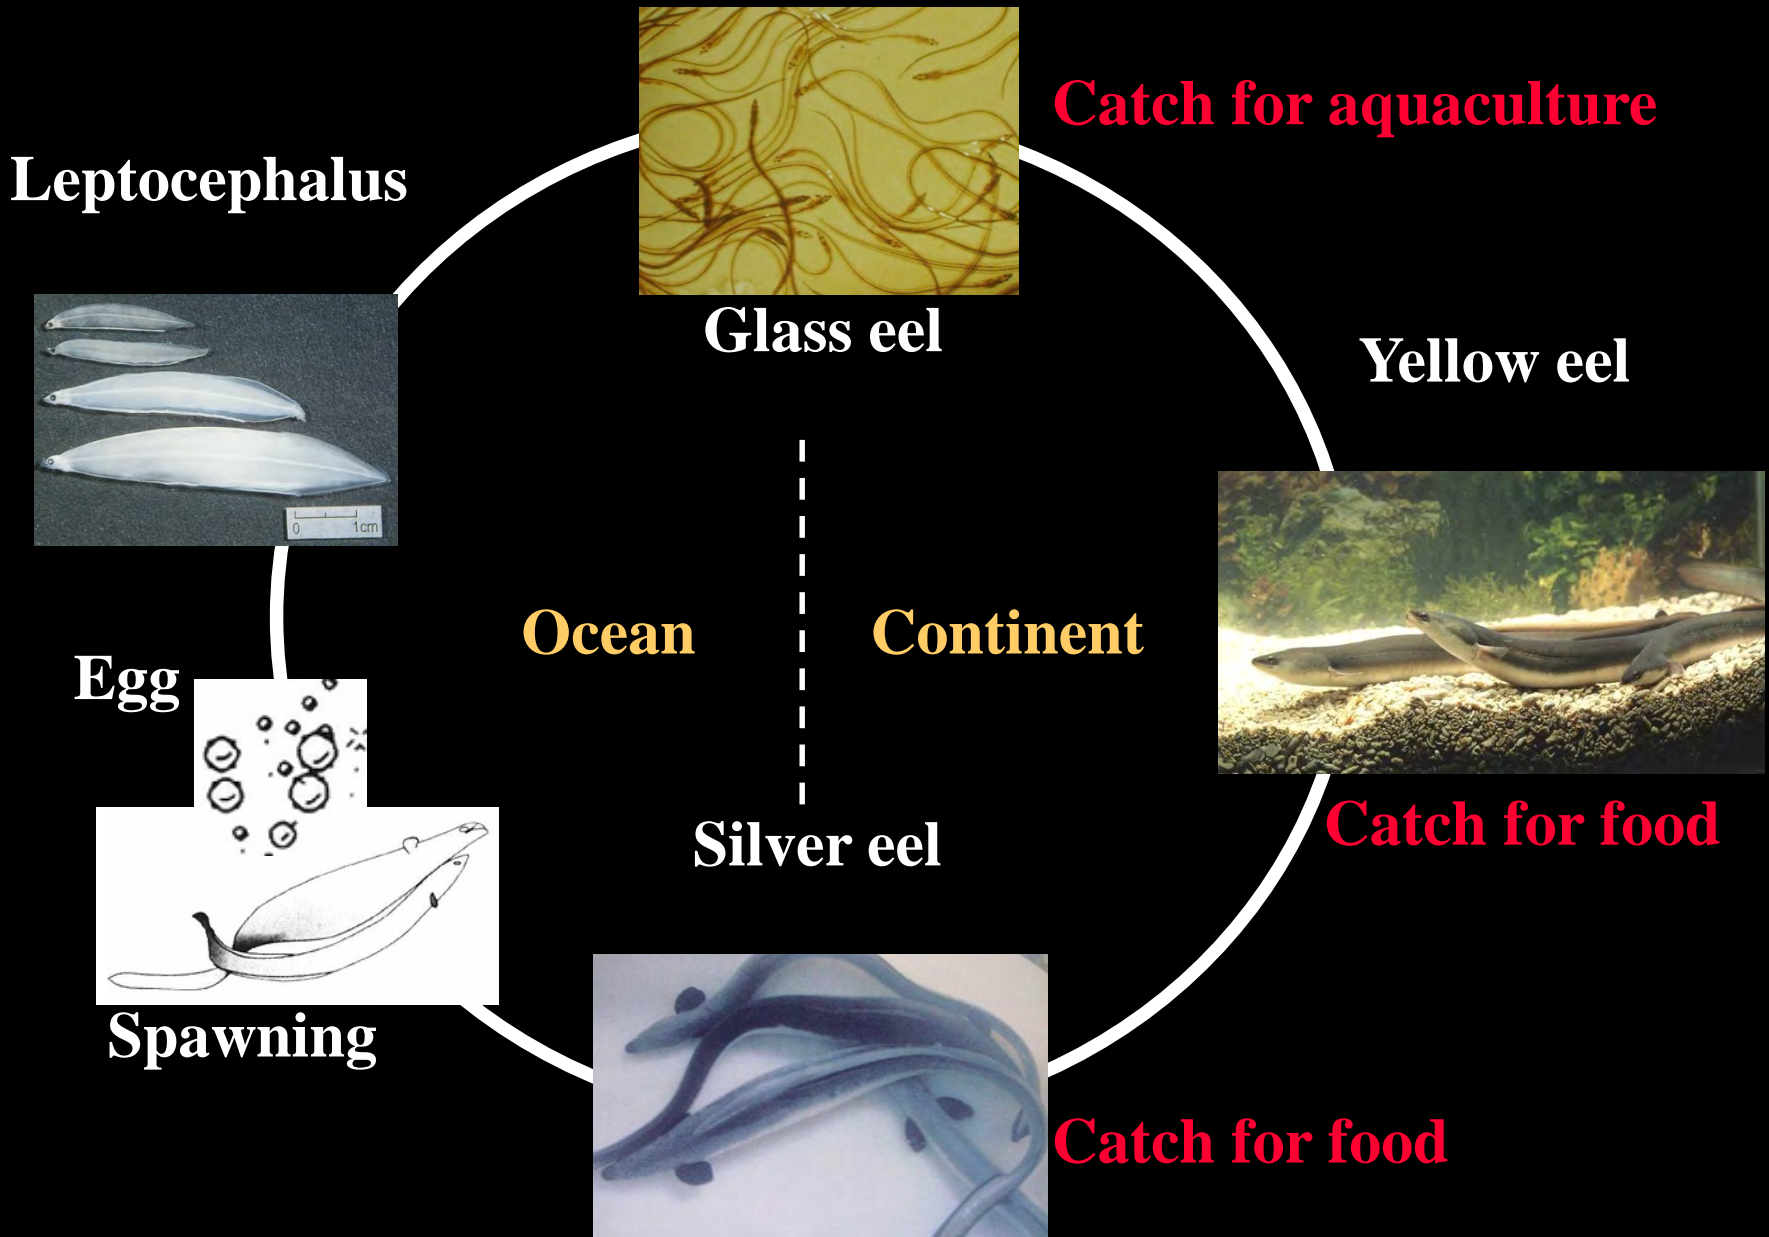 Catch for aquaculture
Leptocephalus
Glass eel
Yellow eel
0 1cm
Ocean
Continent
Egg
Catch for food
Silver eel
Spawning
Catch for food